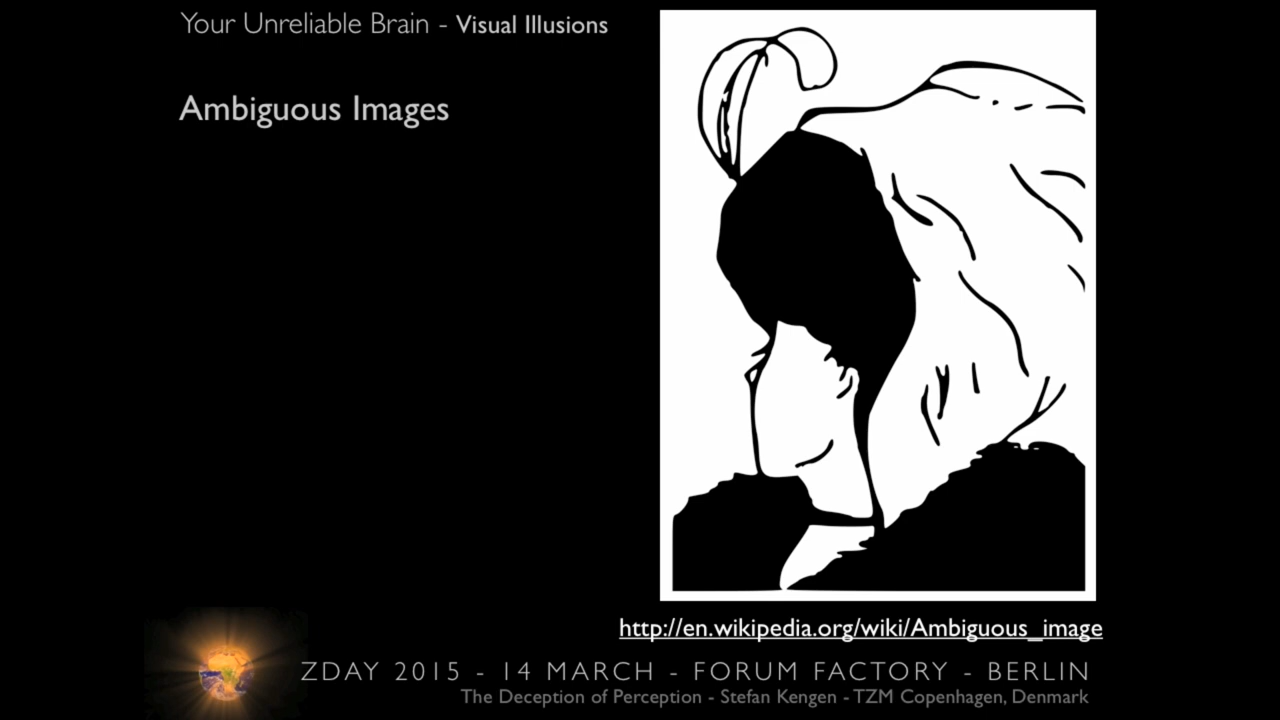 Your Unreliable Brain - Visual Illusions
Ambiguous Images
http://en.wikipedia.org/wiki/Ambiguous_image
ZDAY 2015 - 14 MARCH - FORUM FACTORY - BERLIN
The Deception of Perception - Stefan Kengen - TZM Copenhagen, Denmark